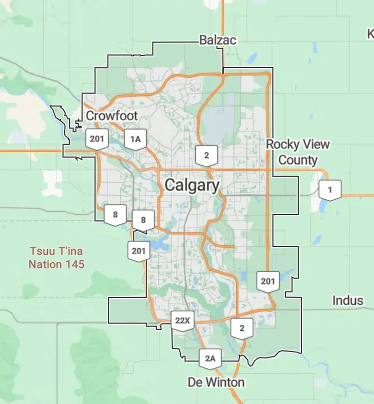 Balzac
K
Crowfoot
201
1A
2
Rocky View
County
1
Calgary
8
8
Tsuu T'ina
Nation 145
201
201
Indus
22X
2
2A
De Winton